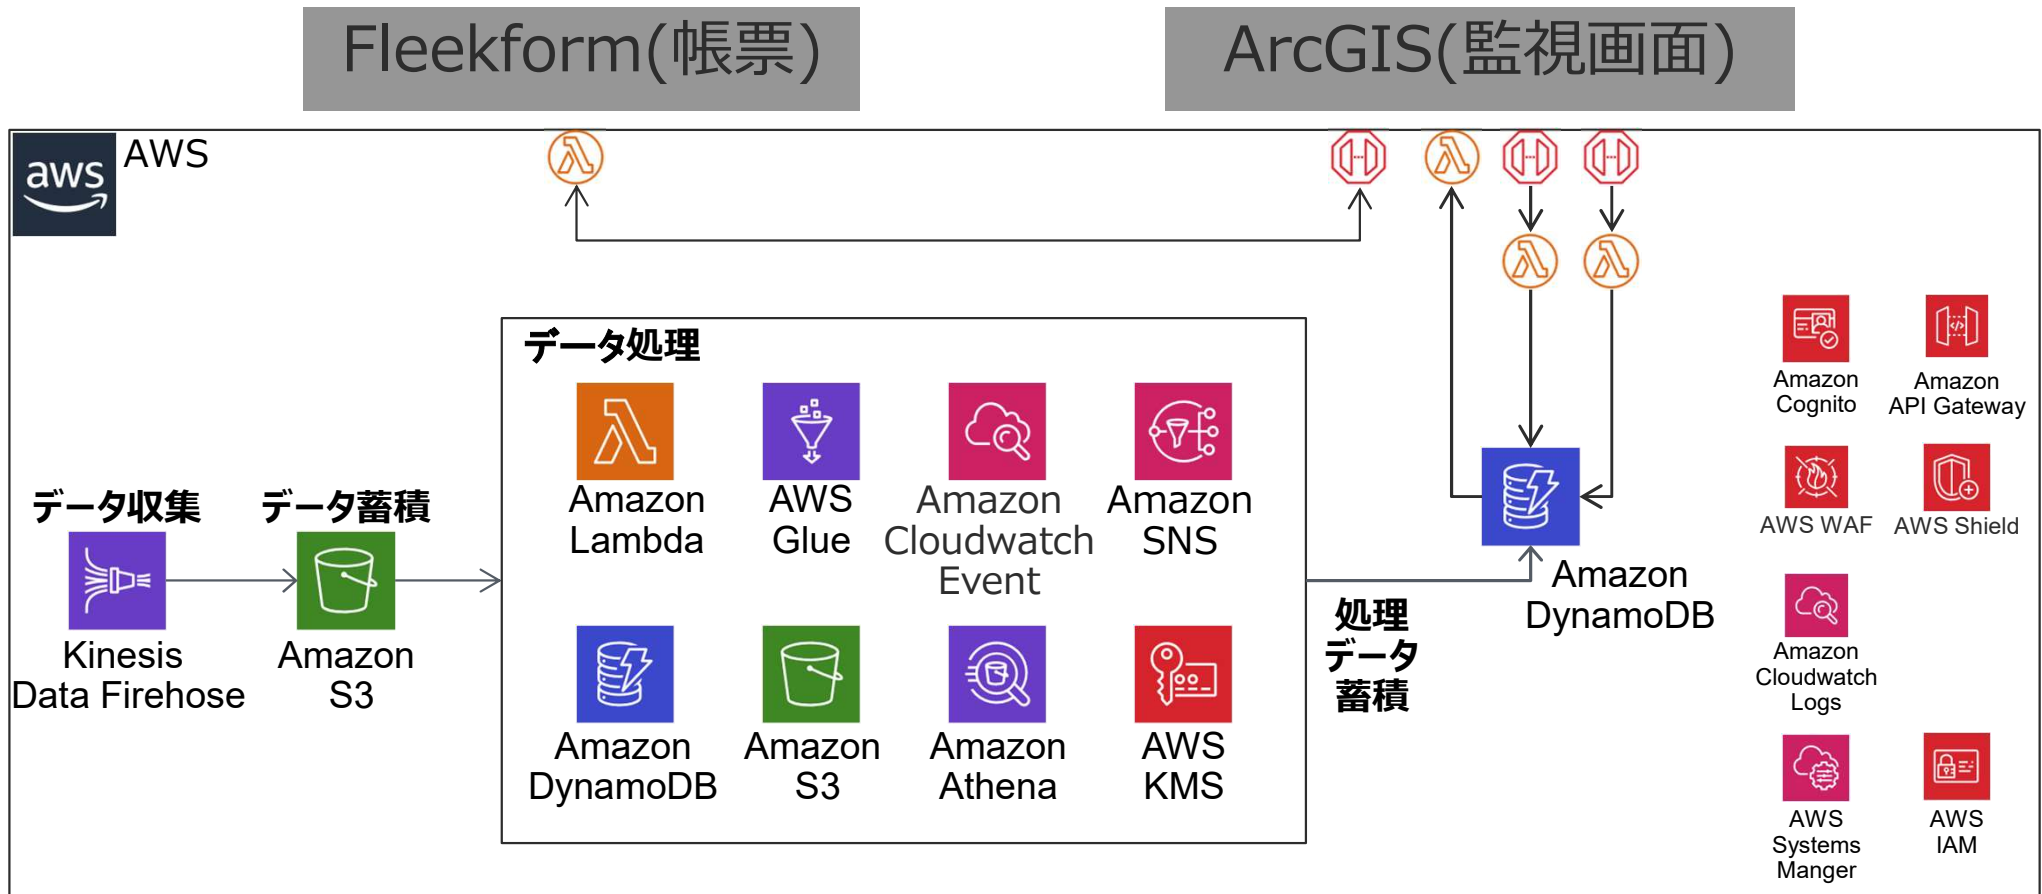 Fleekform(帳票)
ArcGIS(監視画面)
aws
AWS
データ処理
Amazon
Lambda
AWS
Glue
Amazon
Cloudwatch
Event
Amazon
SNS
データ収集
Kinesis
Data Firehose
データ蓄積
Amazon
S3
Amazon
DynamoDB
Amazon
S3
Amazon
Athena
AWS
KMS
処理
データ
蓄積
Amazon
DynamoDB
Amazon
Cognito
Amazon
API Gateway
AWS WAF
AWS Shield
Amazon
Cloudwatch
Logs
AWS
Systems
Manger
AWS
IAM